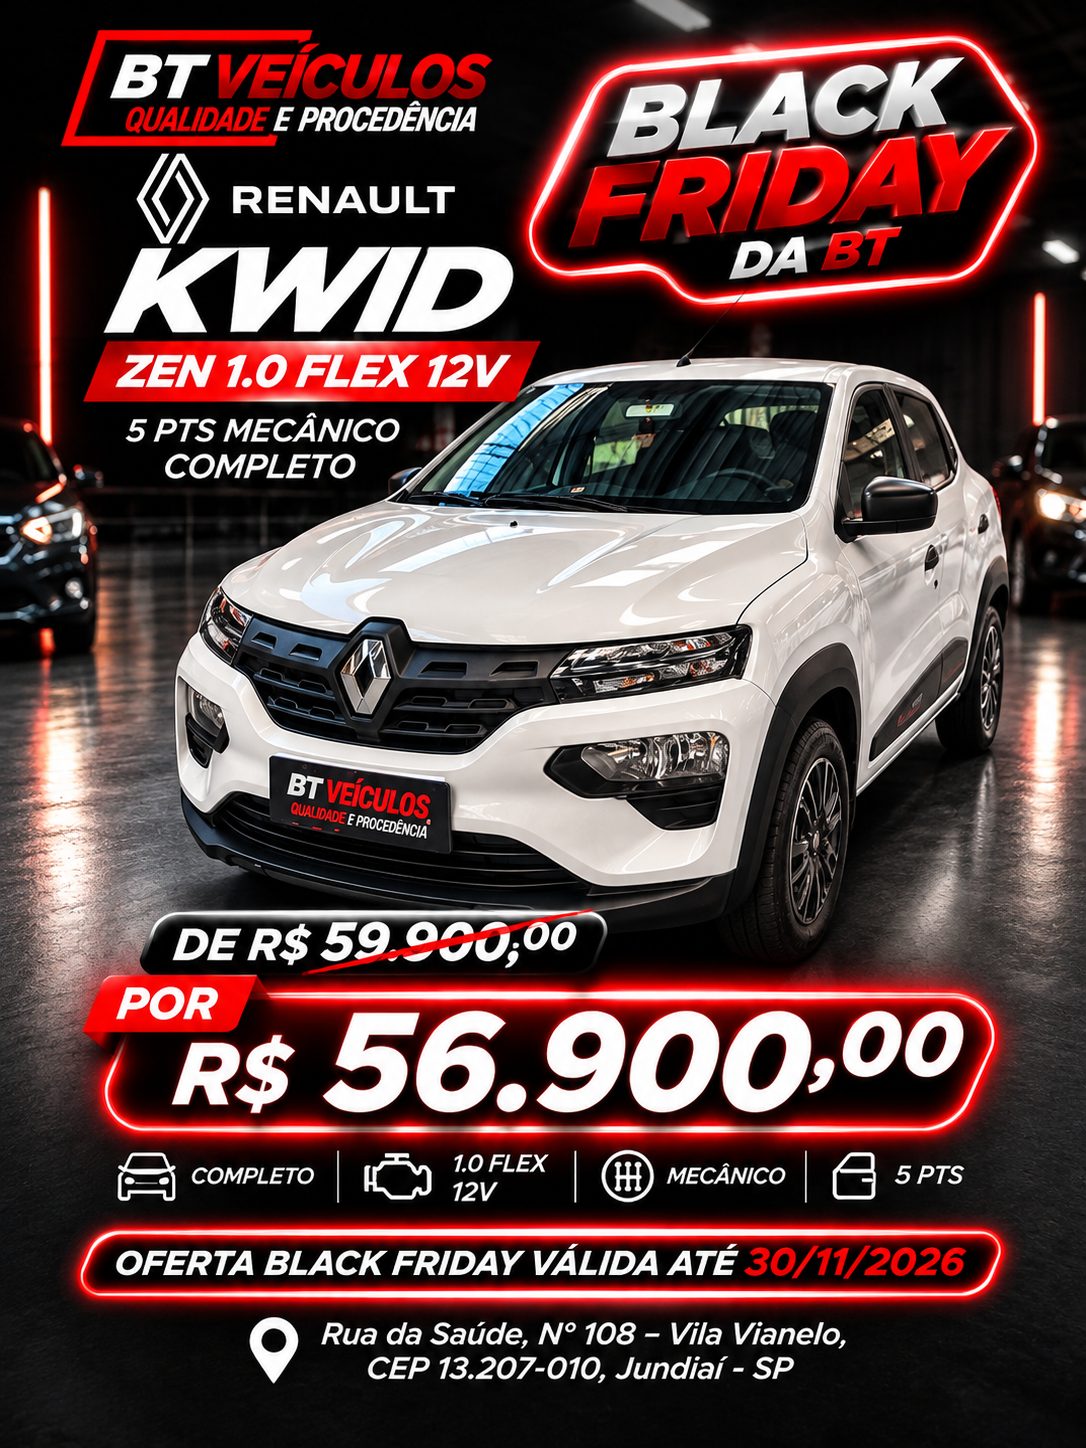 BT VEÍCULOS
QUALIDADE E PROCEDÊNCIA
BLACK
FRIDAY
DA BT
RENAULT
KWID
ZEN 1.0 FLEX 12V
5 PTS MECÂNICO
COMPLETO
BT VEÍCULOS
QUALIDADE E PROCEDÊNCIA
DE R$ 59.900,00
POR
R$ 56.900,00
COMPLETO
1.0 FLEX
12V
MECÂNICO
5 PTS
OFERTA BLACK FRIDAY VÁLIDA ATÉ 30/11/2026
Rua da Saúde, Nº 108 – Vila Vianelo,
CEP 13.207-010, Jundiaí - SP